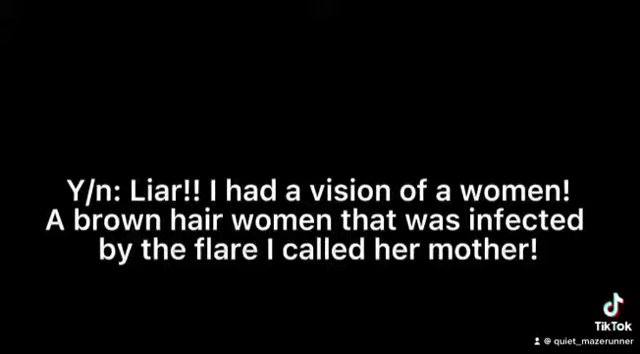 Y/n: Liar!! I had a vision of a women!
A brown hair women that was infected
by the flare I called her mother!
TikTok
@ quiet_mazerunner